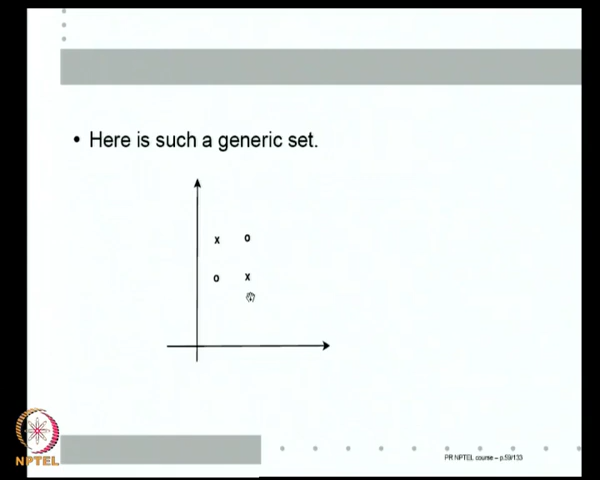 • Here is such a generic set.
x o
o x
PR NPTEL course – p.59/133
NPTEL